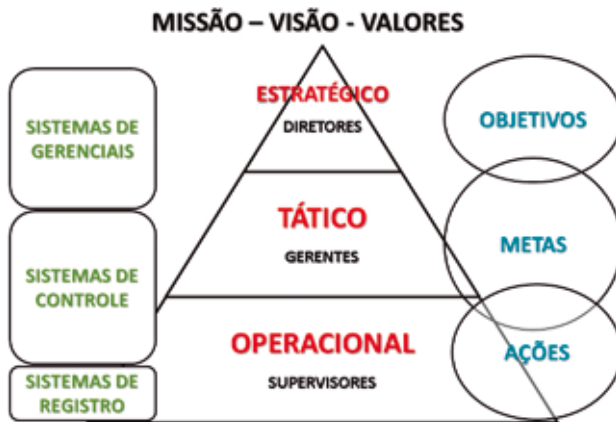 MISSÃO – VISÃO - VALORES
ESTRATÉGICO
DIRETORES
SISTEMAS DE
GERENCIAIS
OBJETIVOS
TÁTICO
GERENTES
SISTEMAS DE
CONTROLE
METAS
OPERACIONAL
SUPERVISORES
SISTEMAS DE
REGISTRO
AÇÕES